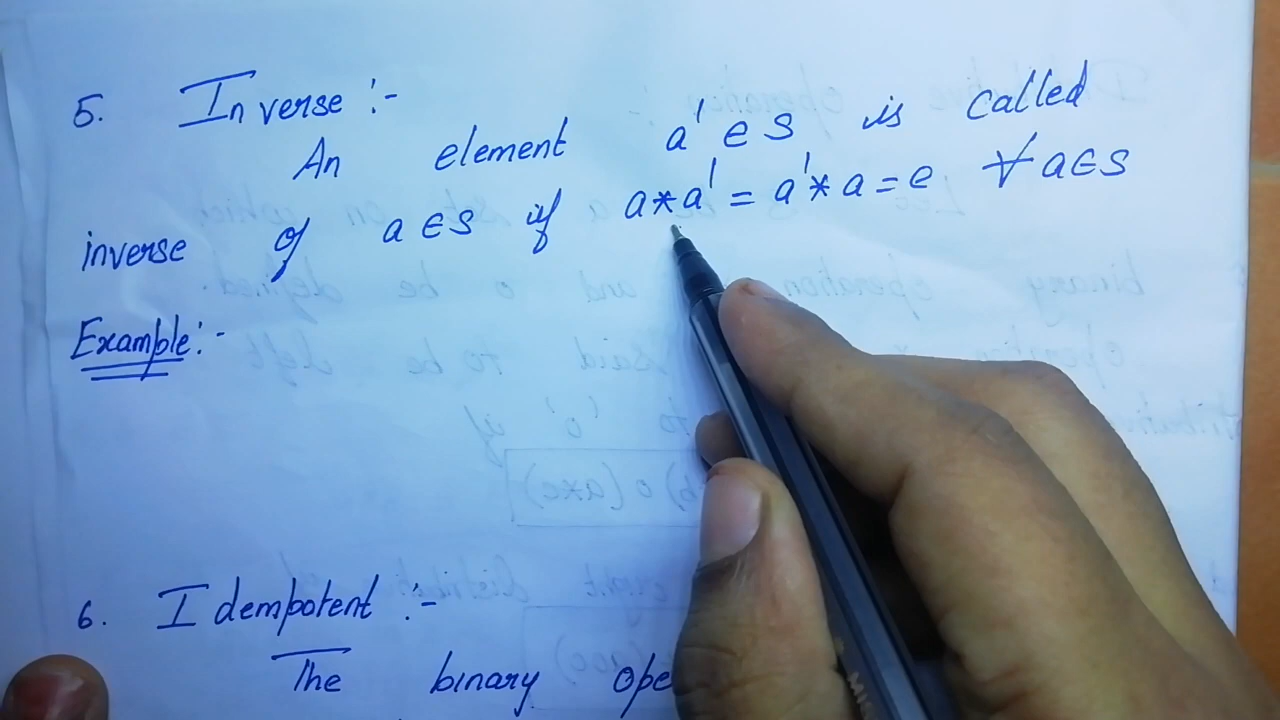 5. Inverse :-
An element a' e S is called
inverse of a ∈ S if a * a' = a' * a = e ∀ a ∈ S
Example :-
6. Idempotent :-
The binary ope